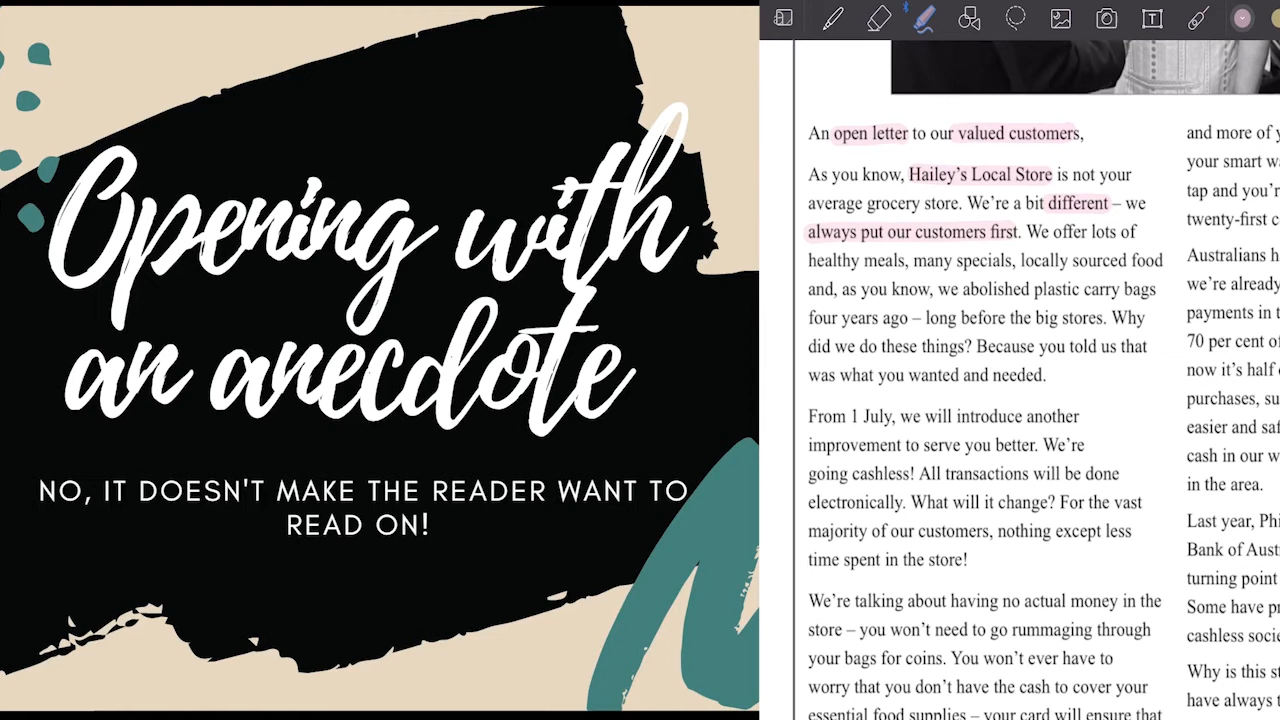 Opening with
an anecdote
NO, IT DOESN'T MAKE THE READER WANT TO
READ ON!
An open letter to our valued customers,
As you know, Hailey's Local Store is not your
average grocery store. We're a bit different – we
always put our customers first. We offer lots of
healthy meals, many specials, locally sourced food
and, as you know, we abolished plastic carry bags
four years ago – long before the big stores. Why
did we do these things? Because you told us that
was what you wanted and needed.
From 1 July, we will introduce another
improvement to serve you better. We're
going cashless! All transactions will be done
electronically. What will it change? For the vast
majority of our customers, nothing except less
time spent in the store!
We're talking about having no actual money in the
store – you won't need to go rummaging through
your bags for coins. You won't ever have to
worry that you don't have the cash to cover your
essential food supplies – your card will ensure that
and more of
your smart
tap and you're
twenty-first
Australians
we're already
payments in
70 per cent
now it's half
purchases,
easier and
cash in our
in the area.
Last year,
Bank of
turning point
Some have
cashless
Why is this
have always